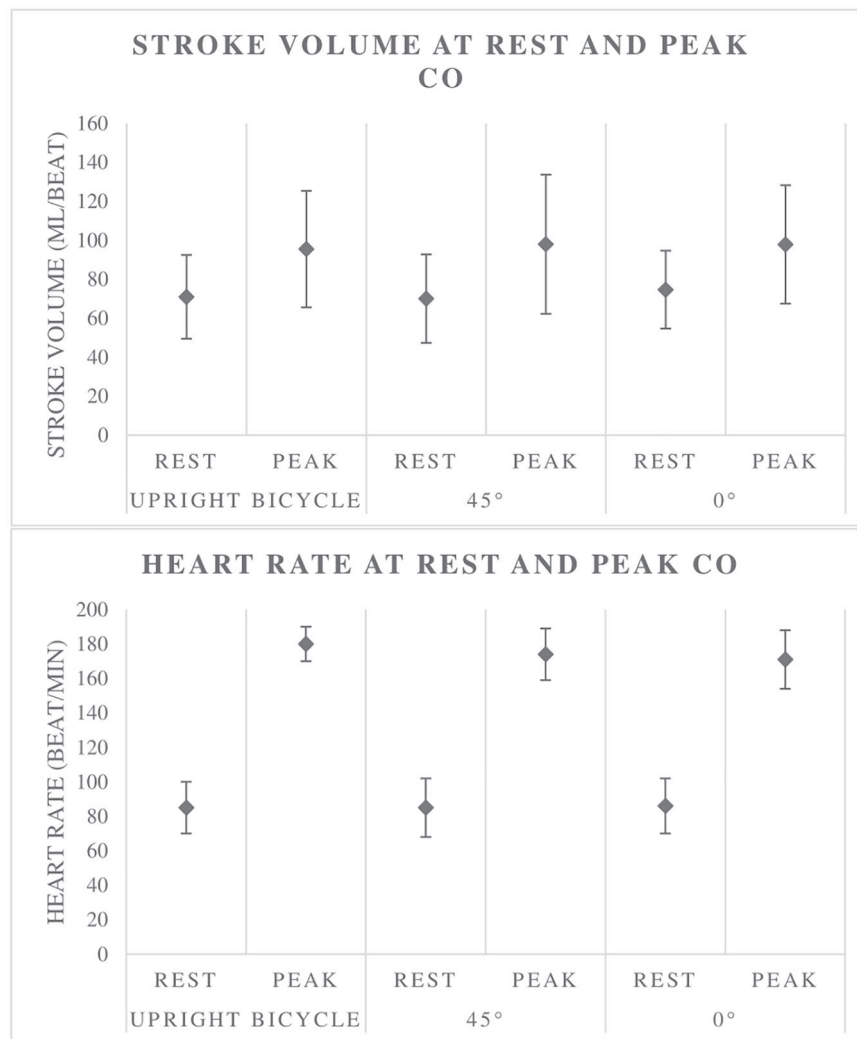 STROKE VOLUME AT REST AND PEAK
CO
STROKE VOLUME (ML/BEAT)
160
140
120
100
80
60
40
20
0
REST PEAK REST PEAK REST PEAK
UPRIGHT BICYCLE 45° 0°
HEART RATE AT REST AND PEAK CO
HEART RATE (BEAT/MIN)
200
180
160
140
120
100
80
60
40
20
0
REST PEAK REST PEAK REST PEAK
UPRIGHT BICYCLE 45° 0°